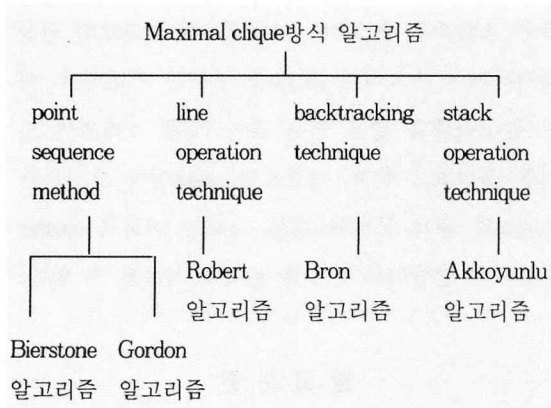 Maximal clique방식 알고리즘
point line backtracking stack
sequence operation technique operation
method technique technique
Robert Bron Akkoyunlu
알고리즘 알고리즘 알고리즘
Bierstone Gordon
알고리즘 알고리즘